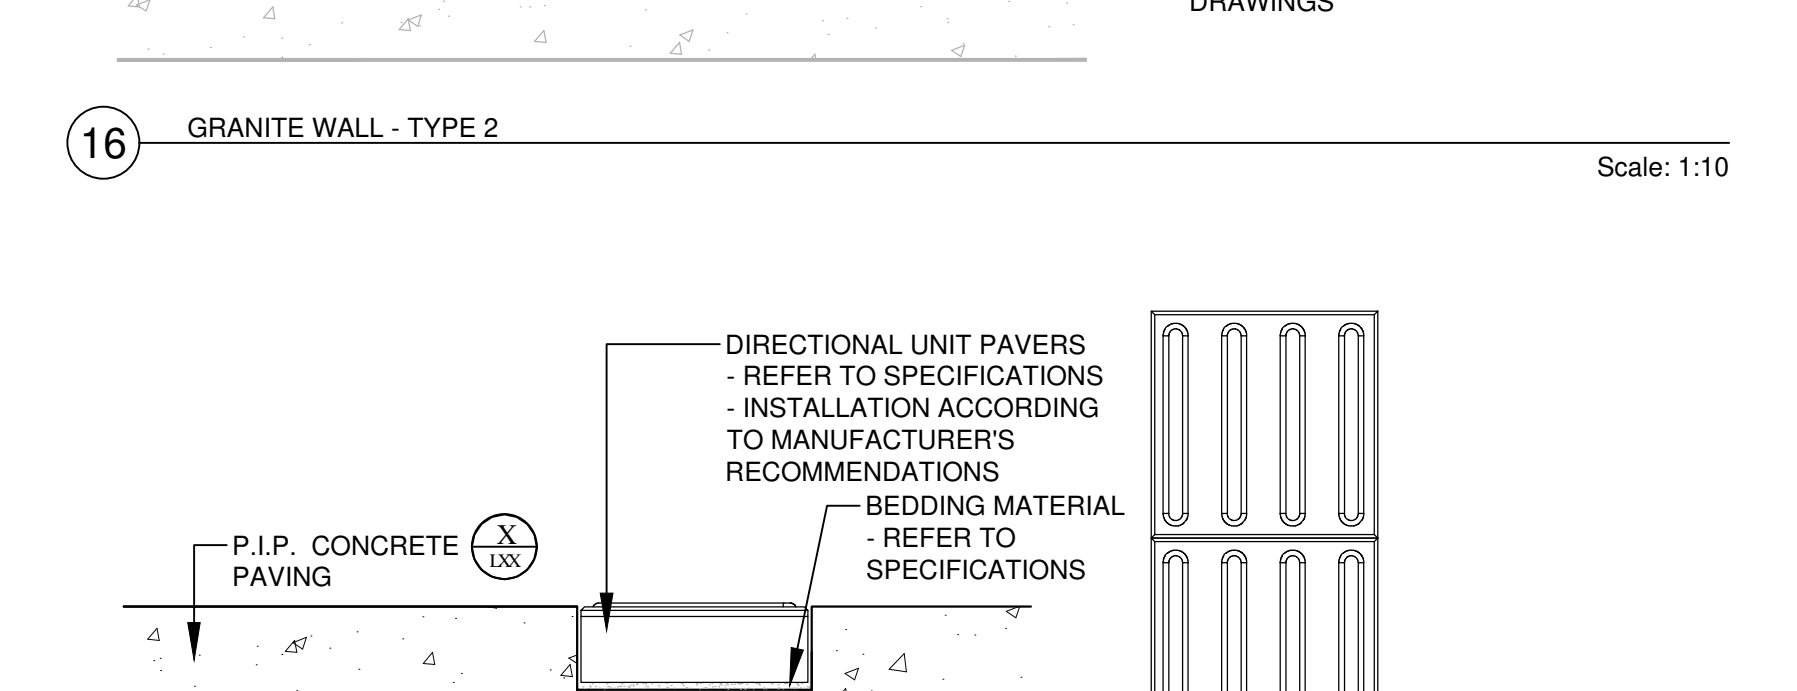 DRAWINGS
16
GRANITE WALL - TYPE 2
Scale: 1:10
DIRECTIONAL UNIT PAVERS
- REFER TO SPECIFICATIONS
- INSTALLATION ACCORDING
TO MANUFACTURER'S
RECOMMENDATIONS
BEDDING MATERIAL
- REFER TO
SPECIFICATIONS
P.I.P. CONCRETE
PAVING
X
LXX